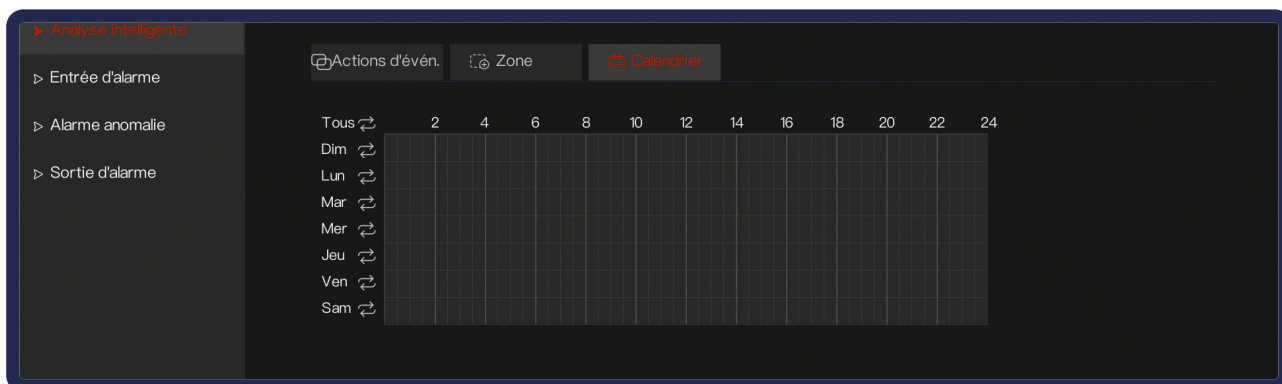 Analyse intelligente
Entrée d'alarme
Alarme anomalie
Sortie d'alarme
Actions d'évén. Zone Calendrier
Tous 2 4 6 8 10 12 14 16 18 20 22 24
Dim
Lun
Mar
Mer
Jeu
Ven
Sam